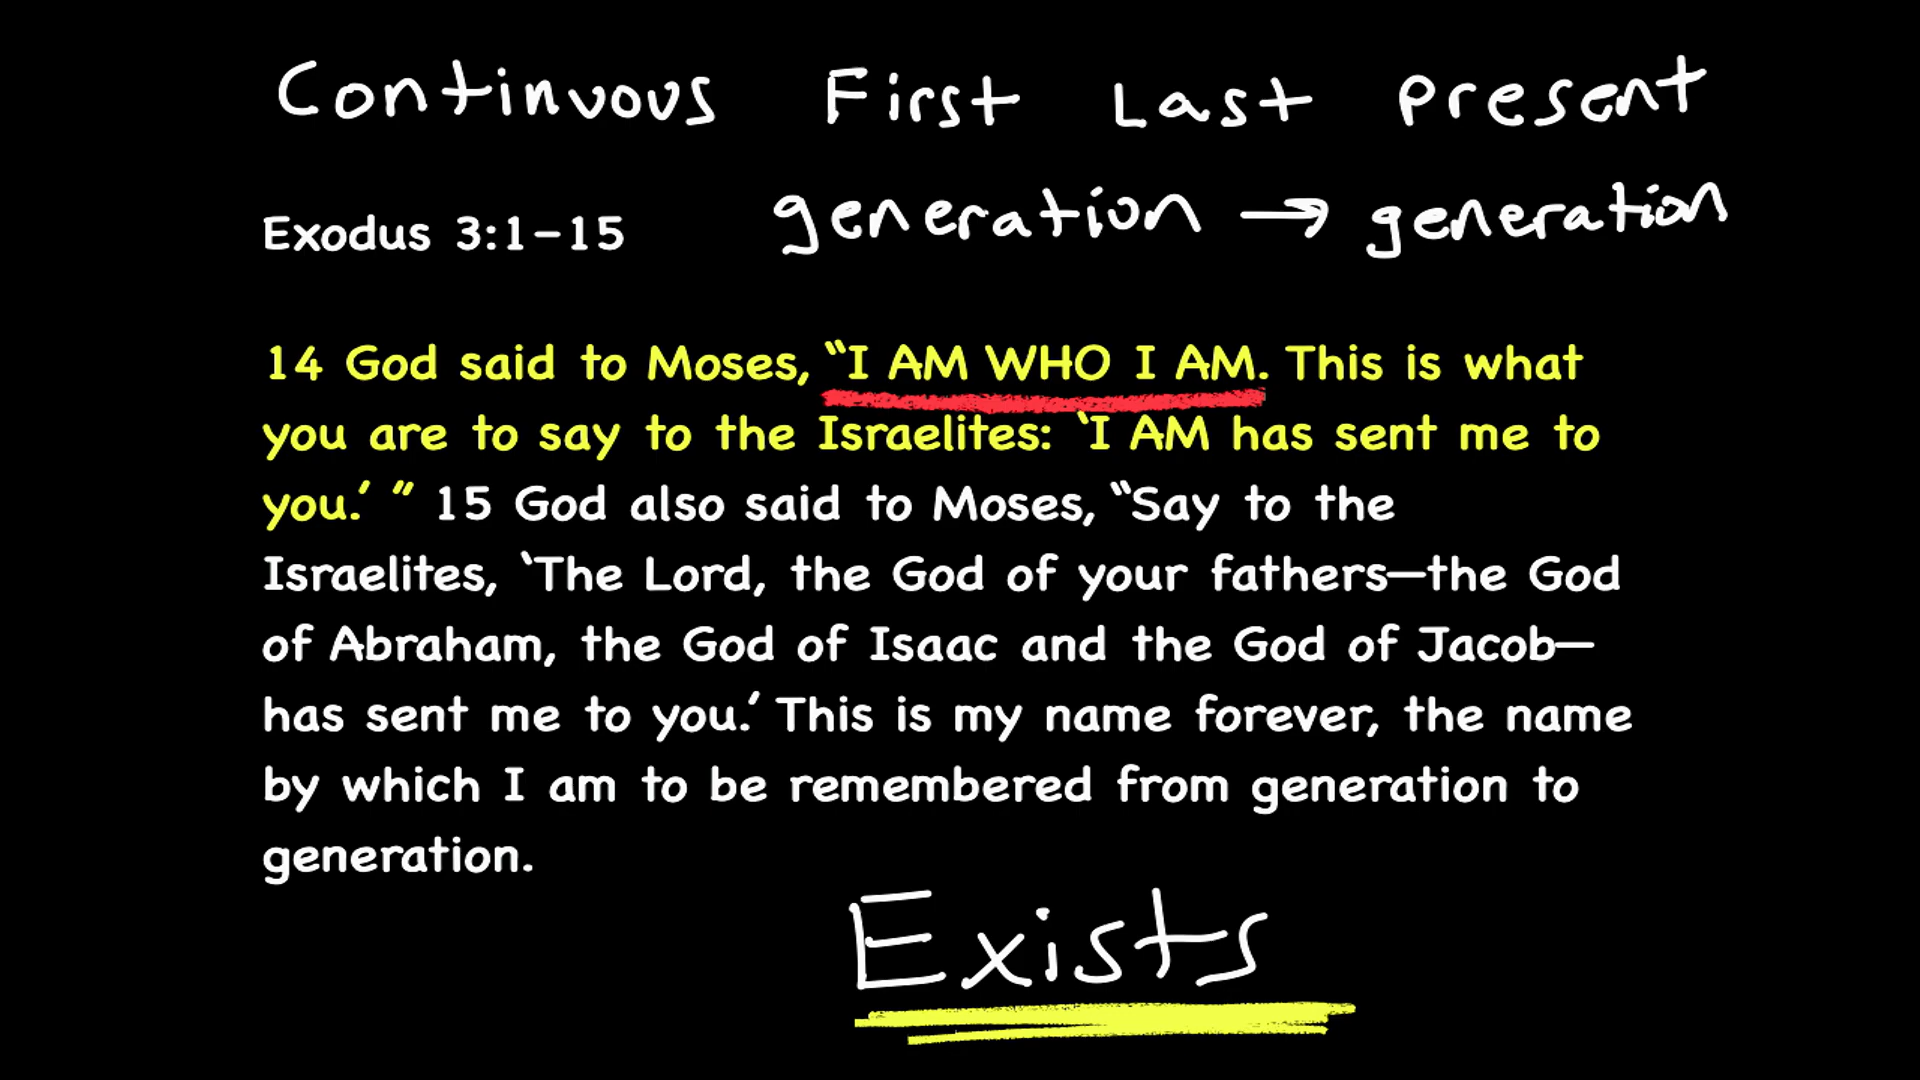 Continuous First Last Present
Exodus 3:1-15 generation → generation
14 God said to Moses, “I AM WHO I AM. This is what
you are to say to the Israelites: ‘I AM has sent me to
you.’ ” 15 God also said to Moses, “Say to the
Israelites, ‘The Lord, the God of your fathers—the God
of Abraham, the God of Isaac and the God of Jacob—
has sent me to you.’ This is my name forever, the name
by which I am to be remembered from generation to
generation.
Exists